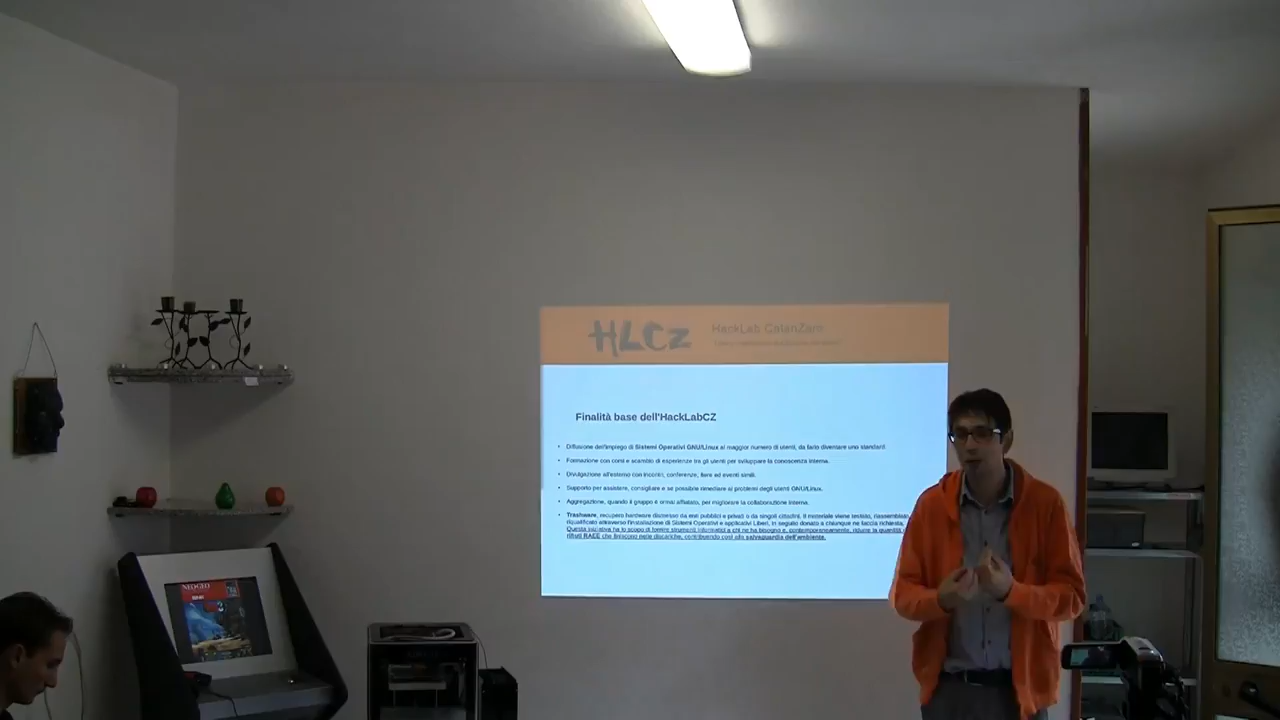 HLCz
HackLab CatanZaro
Finalità base dell'HackLabCZ
• Diffusione dell'impiego di Sistemi Operativi GNU/Linux al maggior numero di utenti, da farlo diventare uno standard.
• Formazione con corsi e scambio di esperienze tra gli utenti per sviluppare la conoscenza interna.
• Divulgazione all'esterno con incontri, conferenze, fiere ed eventi simili.
• Supporto per assistere, consigliare e se possibile rimediare ai problemi degli utenti GNU/Linux.
• Aggregazione, quando il gruppo è ormai affiatato, per migliorare la collaborazione interna.
• Trashware, recupero hardware dismesso da enti pubblici e privati o da singoli cittadini. Il materiale viene testato, riassemblato,
riqualificato attraverso l'installazione di Sistemi Operativi e applicativi Liberi, in seguito donato a chiunque ne faccia richiesta.
Questa iniziativa ha lo scopo di fornire strumenti informatici a chi ne ha bisogno e, contemporaneamente, ridurre la quantità
rifiuti RAEE che finiscono nelle discariche, contribuendo così alla salvaguardia dell'ambiente.
NEOGEO